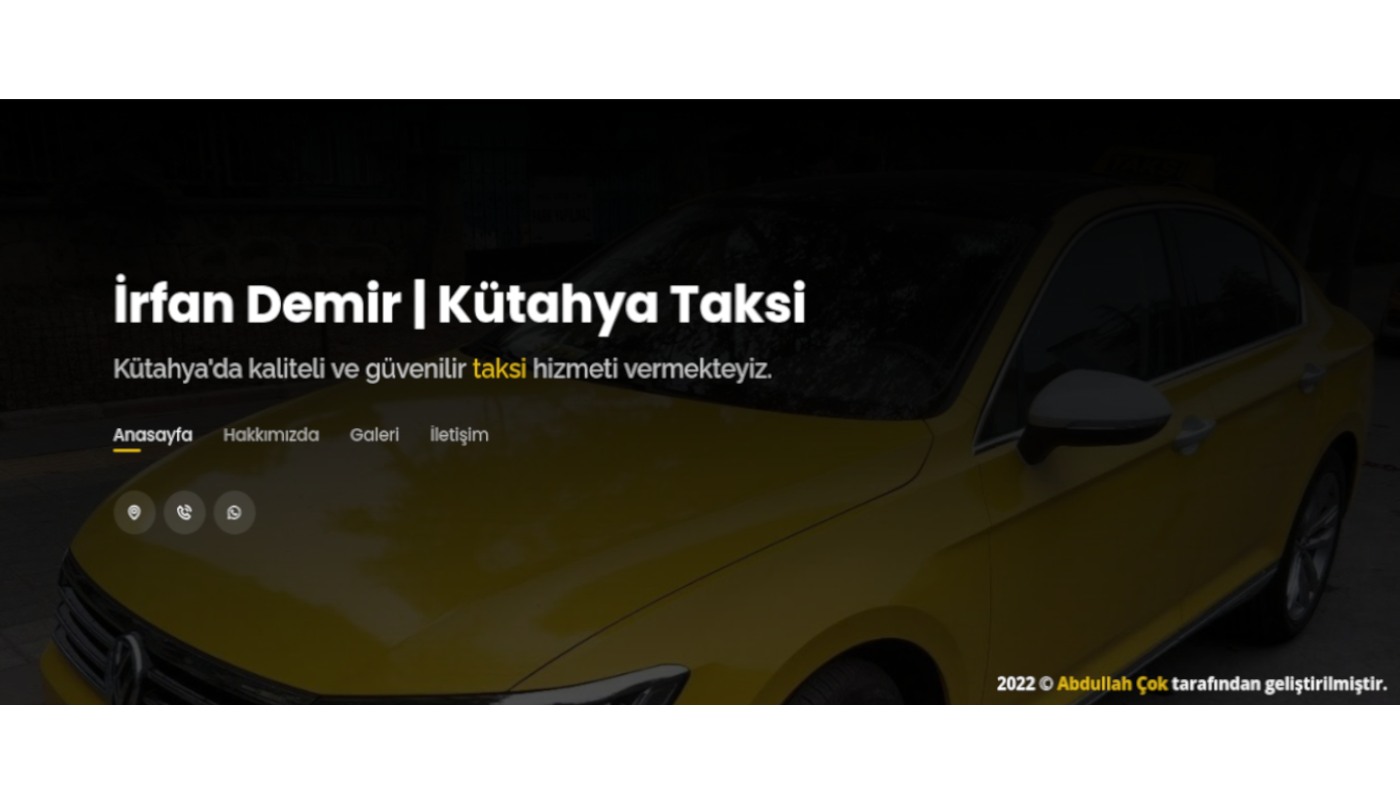 İrfan Demir | Kütahya Taksi
Kütahya'da kaliteli ve güvenilir taksi hizmeti vermekteyiz.
Anasayfa Hakkımızda Galeri İletişim
2022 © Abdullah Çok tarafından geliştirilmiştir.